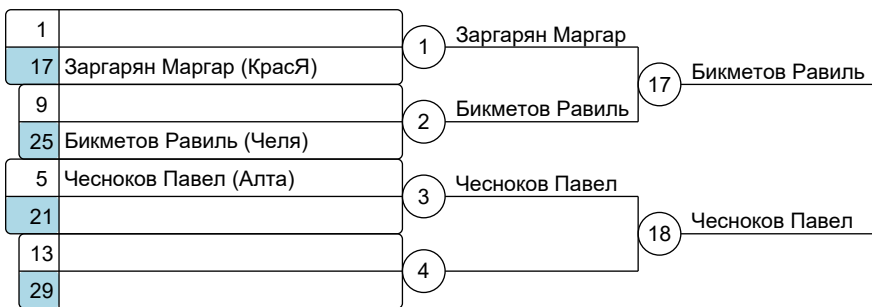 1
17 Заргарян Маргар (КрасЯ)
1
Заргарян Маргар
9
25 Бикметов Равиль (Челя)
2
Бикметов Равиль
17
Бикметов Равиль
5 Чесноков Павел (Алта)
21
3
Чесноков Павел
13
29
4
18
Чесноков Павел